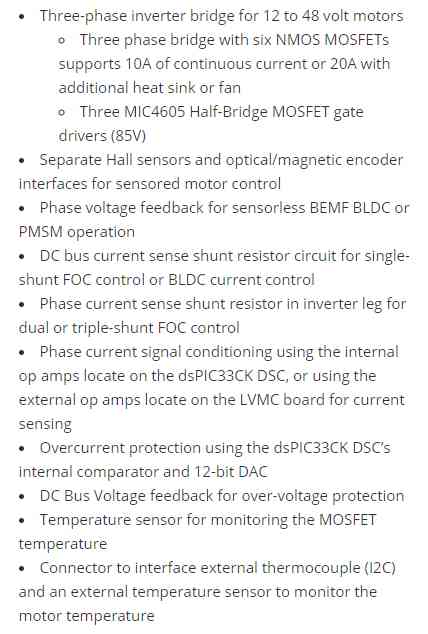 • Three-phase inverter bridge for 12 to 48 volt motors
o Three phase bridge with six NMOS MOSFETs
supports 10A of continuous current or 20A with
additional heat sink or fan
o Three MIC4605 Half-Bridge MOSFET gate
drivers (85V)
• Separate Hall sensors and optical/magnetic encoder
interfaces for sensored motor control
• Phase voltage feedback for sensorless BEMF BLDC or
PMSM operation
• DC bus current sense shunt resistor circuit for single-
shunt FOC control or BLDC current control
• Phase current sense shunt resistor in inverter leg for
dual or triple-shunt FOC control
• Phase current signal conditioning using the internal
op amps locate on the dsPIC33CK DSC, or using the
external op amps locate on the LVMC board for current
sensing
• Overcurrent protection using the dsPIC33CK DSC's
internal comparator and 12-bit DAC
• DC Bus Voltage feedback for over-voltage protection
• Temperature sensor for monitoring the MOSFET
temperature
• Connector to interface external thermocouple (I2C)
and an external temperature sensor to monitor the
motor temperature